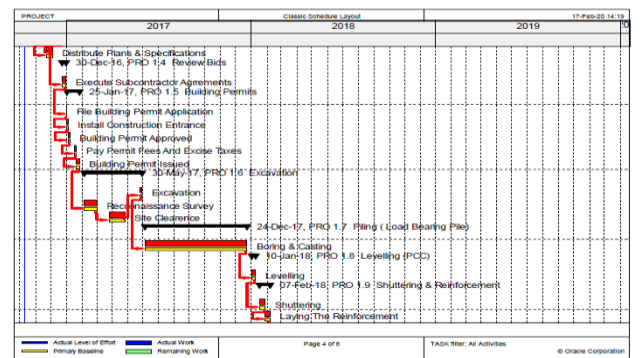 PROJECT Classic Schedule Layout 17-Feb-20 14:19
2017 2018 2019
Distribute Plans & Specifications
30-Dec-16, PRO 1.4 Review Bids
Execute Subcontractor Agrements
25-Jan-17, PRO 1.5 Building Permits
File Building Permit Application
Install Construction Entrance
Building Permit Approved
Pay Permit Fees And Excise Taxes
Building Permit Issued
30-May-17, PRO 1.6 Excavation
Excavation
Reconnaissance Survey
Site Clearence
24-Dec-17, PRO 1.7 Piling ( Load Bearing Pile)
Boring & Casting
10-Jan-18, PRO 1.8 Levelling (PCC)
Levelling
07-Feb-18, PRO 1.9 Shuttering & Reinforcement
Shuttering
Laying The Reinforcement
Actual Level of Effort Actual Work Page 4 of 6 TASK filter: All Activities
Primary Baseline Remaining Work
© Oracle Corporation